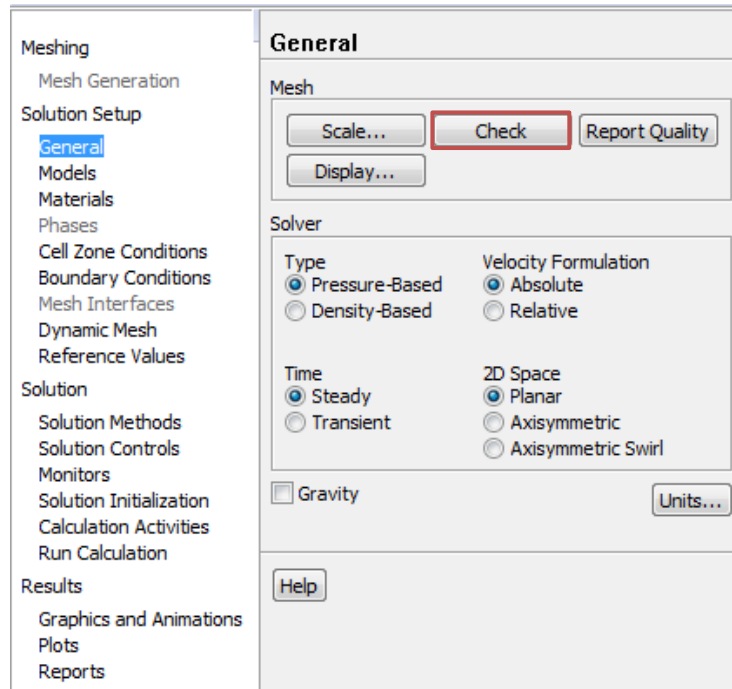 Meshing
Mesh Generation
Solution Setup
General
Models
Materials
Phases
Cell Zone Conditions
Boundary Conditions
Mesh Interfaces
Dynamic Mesh
Reference Values
Solution
Solution Methods
Solution Controls
Monitors
Solution Initialization
Calculation Activities
Run Calculation
Results
Graphics and Animations
Plots
Reports
General
Mesh
Scale... Check Report Quality
Display...
Solver
Type Velocity Formulation
Pressure-Based Absolute
Density-Based Relative
Time 2D Space
Steady Planar
Transient Axisymmetric
Axisymmetric Swirl
Gravity Units...
Help